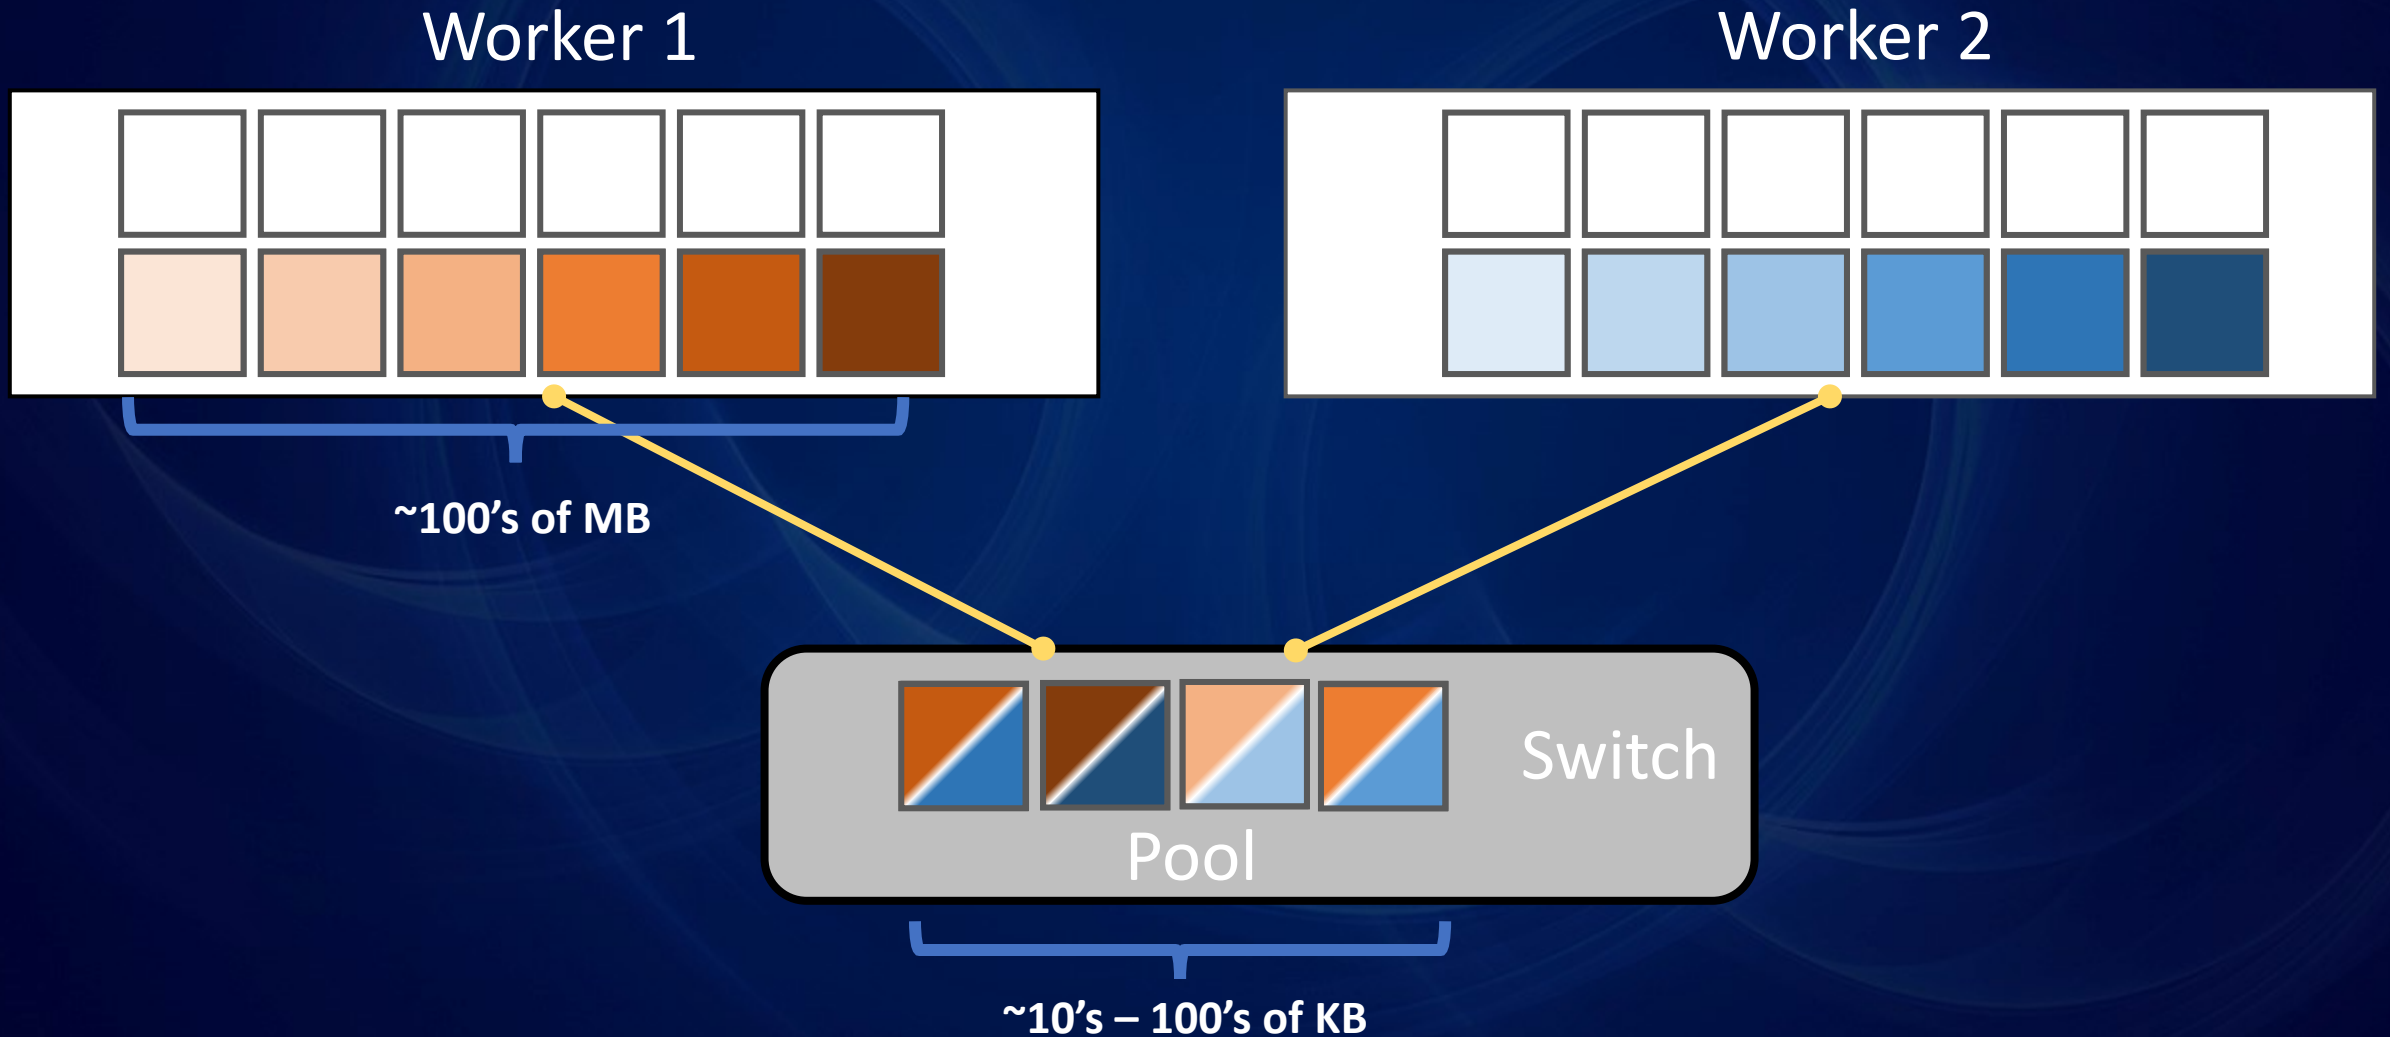 Worker 1
Worker 2
~100’s of MB
Switch
Pool
~10’s – 100’s of KB